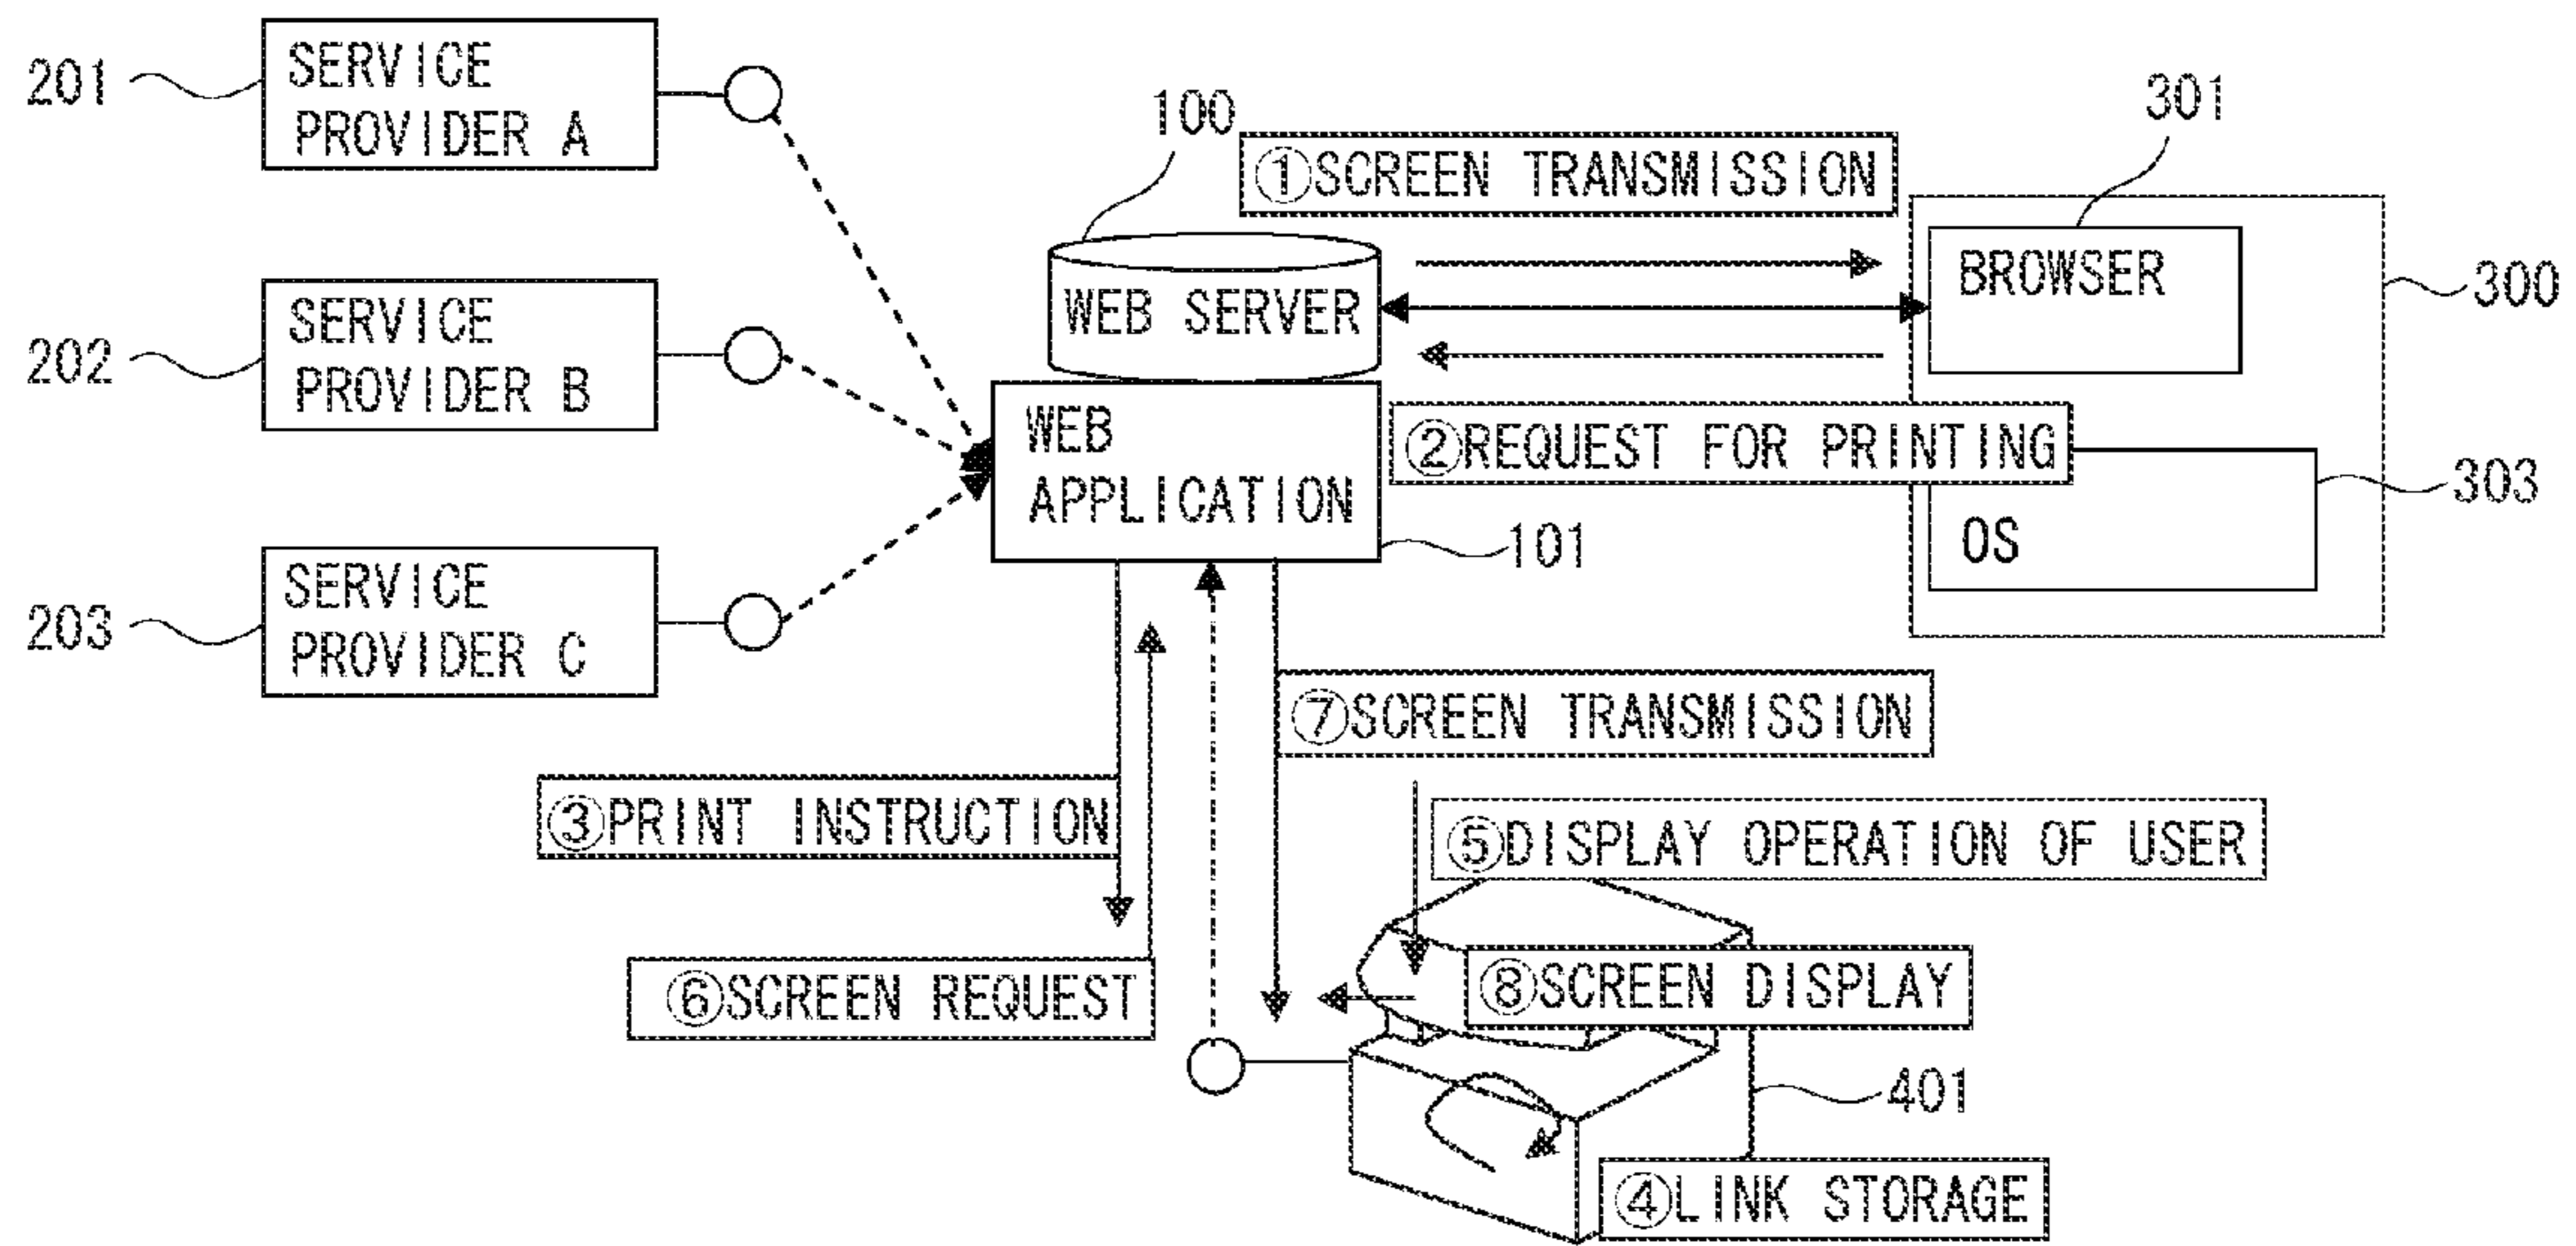 201
SERVICE
PROVIDER A
100
①SCREEN TRANSMISSION
301
WEB SERVER
BROWSER
300
202
SERVICE
PROVIDER B
WEB
APPLICATION
②REQUEST FOR PRINTING
303
OS
101
203
SERVICE
PROVIDER C
⑦SCREEN TRANSMISSION
③PRINT INSTRUCTION
⑤DISPLAY OPERATION OF USER
⑥SCREEN REQUEST
⑧SCREEN DISPLAY
401
④LINK STORAGE